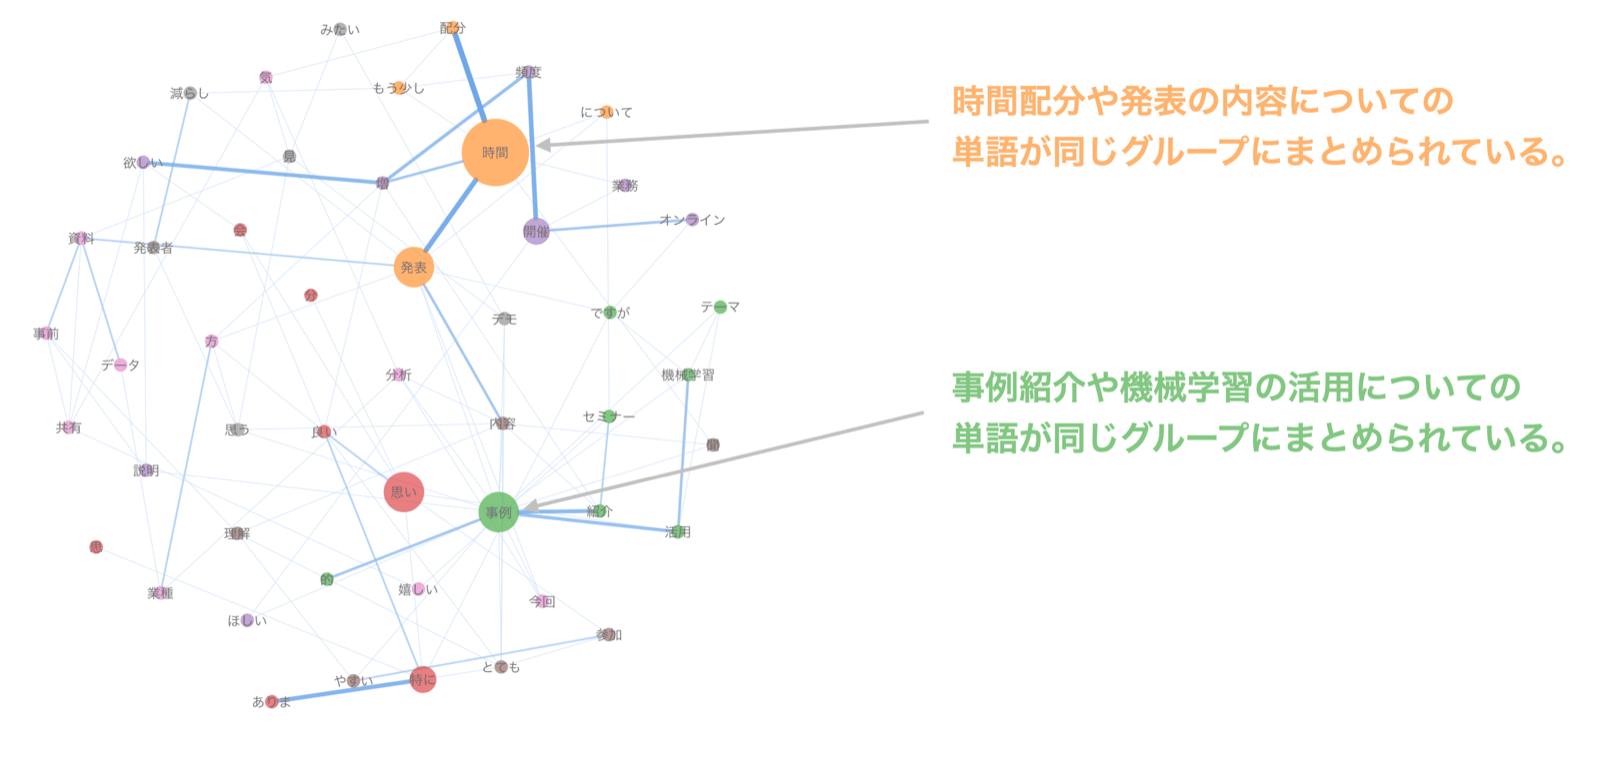 みたい
配分
気
頻度
減らし
もう少し
について
時間配分や発表の内容についての
単語が同じグループにまとめられている。
時間
見
欲しい
増
業務
オンライン
会
開催
資料
発表者
発表
分
テーマ
デモ
ですが
事前
方
データ
分析
機械学習
事例紹介や機械学習の活用についての
単語が同じグループにまとめられている。
セミナー
内容
共有
思う
良い
説明
思い
事例
紹介
活用
理解
的
嬉しい
業種
今回
ほしい
参加
とても
やすい
特に
ありま